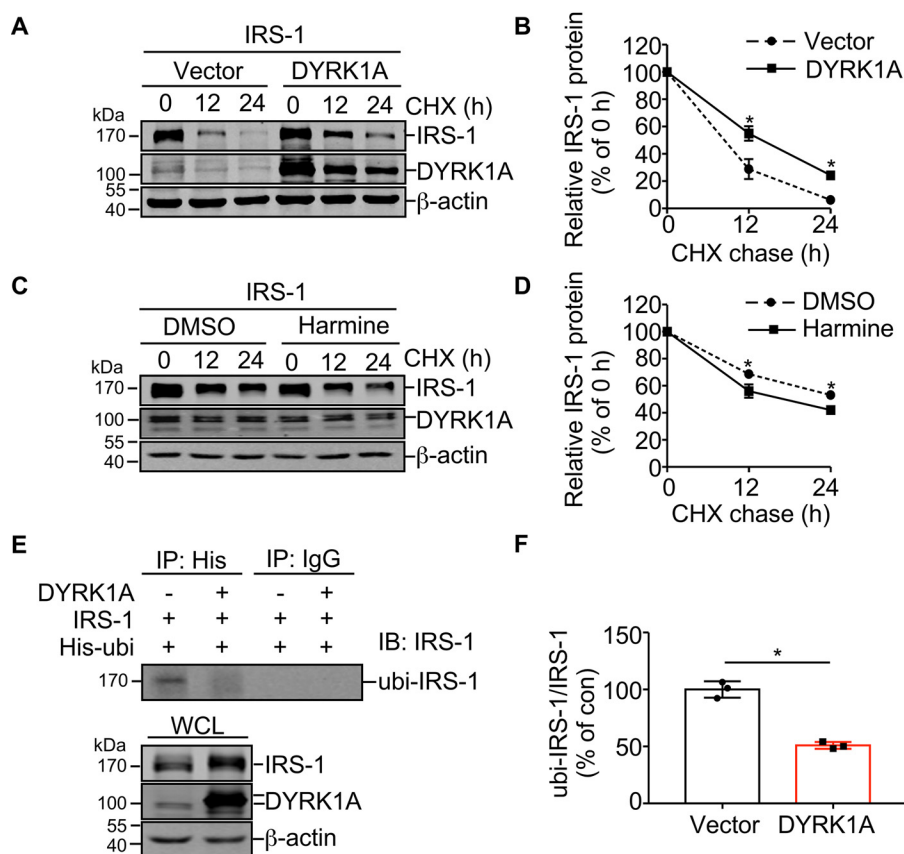 A
IRS-1
Vector DYRK1A
0 12 24 0 12 24 CHX (h)
kDa
170 IRS-1
100 DYRK1A
55
40 β-actin
B
Relative IRS-1 protein
(% of 0 h)
120
100
80
60
40
20
0
Vector
DYRK1A
*
*
0 12 24
CHX chase (h)
C
IRS-1
DMSO Harmine
0 12 24 0 12 24 CHX (h)
kDa
170 IRS-1
100 DYRK1A
55
40 β-actin
D
Relative IRS-1 protein
(% of 0 h)
120
100
80
60
40
20
0
DMSO
Harmine
*
*
0 12 24
CHX chase (h)
E
IP: His IP: IgG
DYRK1A - + - +
IRS-1 + + + +
His-ubi + + + + IB: IRS-1
170 ubi-IRS-1
WCL
kDa
170 IRS-1
100 DYRK1A
55
40 β-actin
F
ubi-IRS-1/IRS-1
(% of con)
150
100
50
0
*
Vector DYRK1A